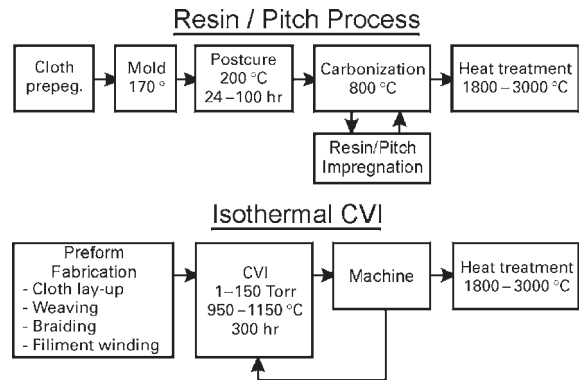 Resin / Pitch Process
Cloth
prepeg.
Mold
170 °
Postcure
200 °C
24–100 hr
Carbonization
800 °C
Heat treatment
1800–3000 °C
Resin/Pitch
Impregnation
Isothermal CVI
Preform
Fabrication
- Cloth lay-up
- Weaving
- Braiding
- Filiment winding
CVI
1–150 Torr
950–1150 °C
300 hr
Machine
Heat treatment
1800–3000 °C